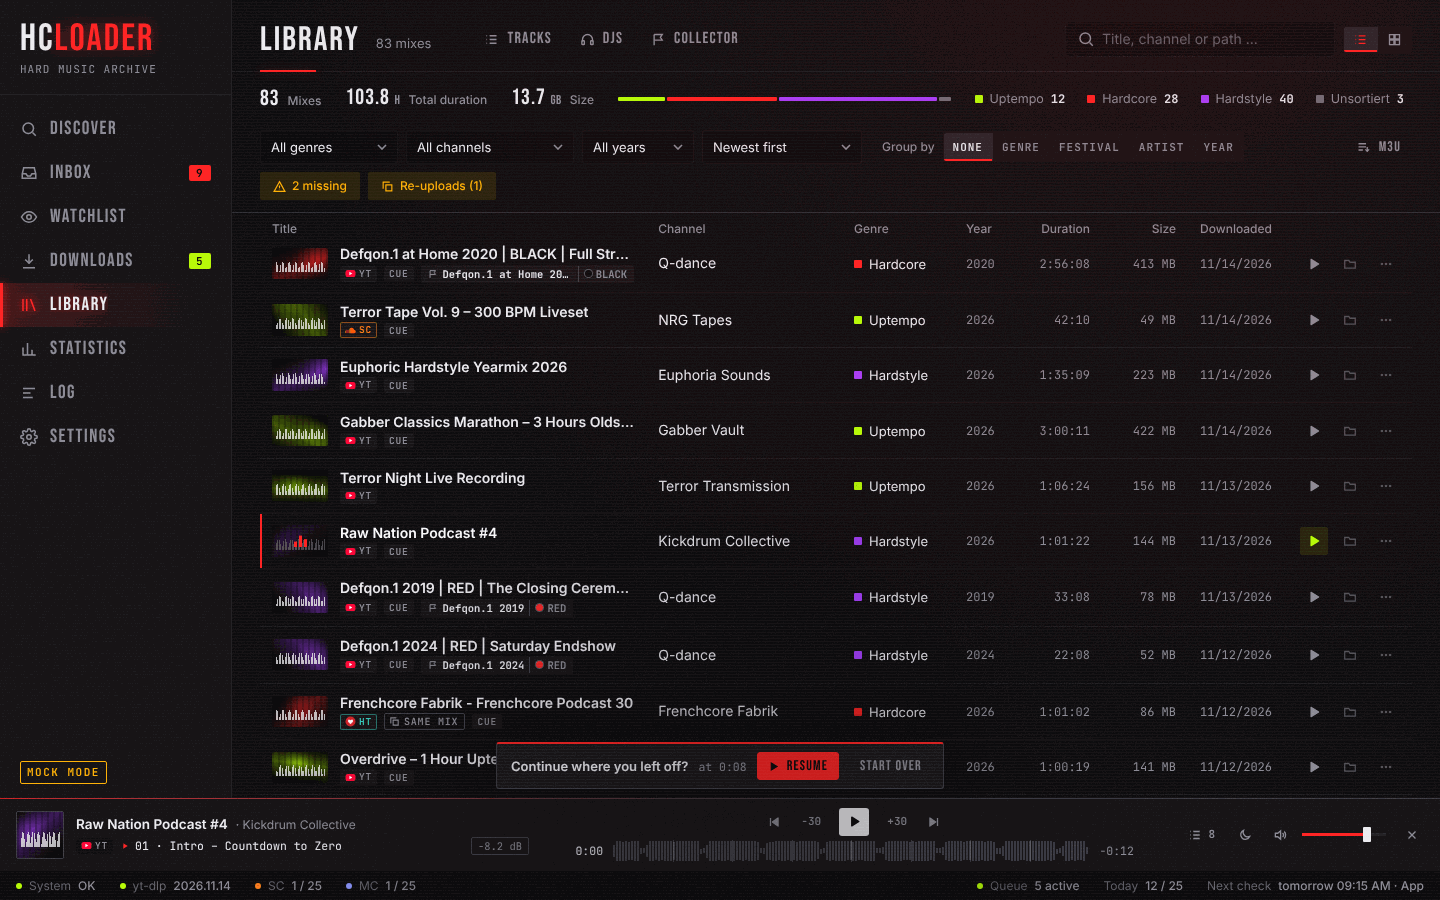 HCLOADER
HARD MUSIC ARCHIVE
DISCOVER
INBOX 9
WATCHLIST
DOWNLOADS 5
LIBRARY
STATISTICS
LOG
SETTINGS
MOCK MODE
LIBRARY 83 mixes TRACKS DJS COLLECTOR Title, channel or path ...
83 Mixes 103.8 H Total duration 13.7 GB Size Uptempo 12 Hardcore 28 Hardstyle 40 Unsortiert 3
All genres All channels All years Newest first Group by NONE GENRE FESTIVAL ARTIST YEAR M3U
2 missing Re-uploads (1)
Title Channel Genre Year Duration Size Downloaded
Defqon.1 at Home 2020 | BLACK | Full Str... Q-dance Hardcore 2020 2:56:08 413 MB 11/14/2026
YT CUE Defqon.1 at Home 20... BLACK
Terror Tape Vol. 9 – 300 BPM Liveset NRG Tapes Uptempo 2026 42:10 49 MB 11/14/2026
SC CUE
Euphoric Hardstyle Yearmix 2026 Euphoria Sounds Hardstyle 2026 1:35:09 223 MB 11/14/2026
YT CUE
Gabber Classics Marathon – 3 Hours Olds... Gabber Vault Uptempo 2026 3:00:11 422 MB 11/14/2026
YT CUE
Terror Night Live Recording Terror Transmission Uptempo 2026 1:06:24 156 MB 11/13/2026
YT
Raw Nation Podcast #4 Kickdrum Collective Hardstyle 2026 1:01:22 144 MB 11/13/2026
YT CUE
Defqon.1 2019 | RED | The Closing Cerem... Q-dance Hardstyle 2019 33:08 78 MB 11/13/2026
YT CUE Defqon.1 2019 RED
Defqon.1 2024 | RED | Saturday Endshow Q-dance Hardstyle 2024 22:08 52 MB 11/12/2026
YT CUE Defqon.1 2024 RED
Frenchcore Fabrik - Frenchcore Podcast 30 Frenchcore Fabrik Hardcore 2026 1:01:02 86 MB 11/12/2026
HT SAME MIX CUE
Overdrive – 1 Hour Upte 2026 1:00:19 141 MB 11/12/2026
YT CUE
Continue where you left off? at 0:08 RESUME START OVER
Raw Nation Podcast #4 · Kickdrum Collective
YT 01 · Intro – Countdown to Zero
-8.2 dB
-30 +30
0:00 -0:12
8
System OK yt-dlp 2026.11.14 SC 1 / 25 MC 1 / 25 Queue 5 active Today 12 / 25 Next check tomorrow 09:15 AM · App